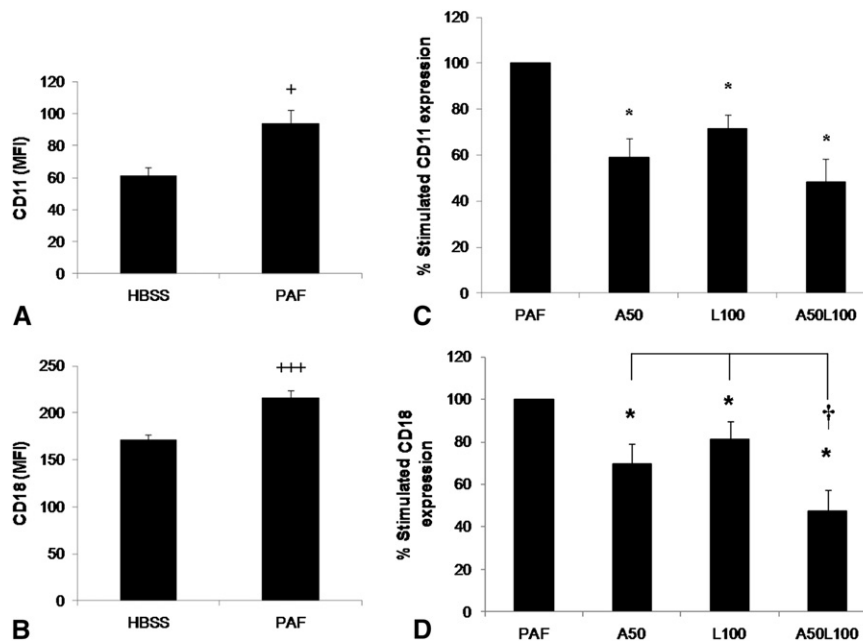 CD11 (MFI)
120
100
80
60
40
20
0
+
HBSS
PAF
A
% Stimulated CD11 expression
120
100
80
60
40
20
0
*
*
*
PAF
A50
L100
A50L100
C
CD18 (MFI)
250
200
150
100
50
0
+++
HBSS
PAF
B
% Stimulated CD18
expression
120
100
80
60
40
20
0
*
*
†
*
PAF
A50
L100
A50L100
D